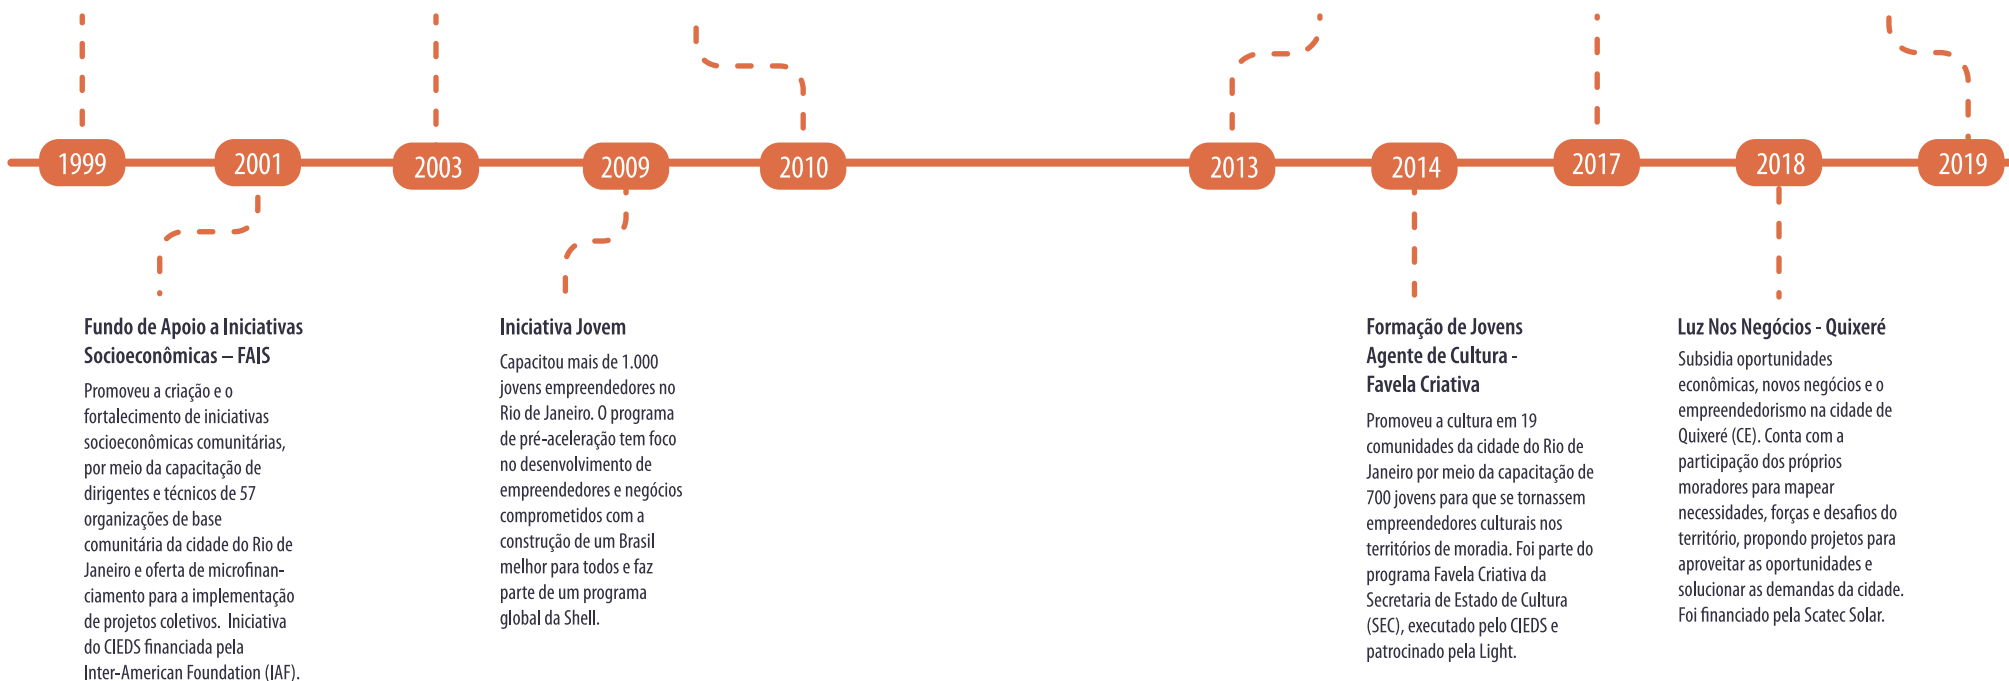 1999
2001
2003
2009
2010
2013
2014
2017
2018
2019
Fundo de Apoio a Iniciativas
Socioeconômicas – FAIS
Promoveu a criação e o
fortalecimento de iniciativas
socioeconômicas comunitárias,
por meio da capacitação de
dirigentes e técnicos de 57
organizações de base
comunitária da cidade do Rio de
Janeiro e oferta de microfinan-
ciamento para a implementação
de projetos coletivos. Iniciativa
do CIEDS financiada pela
Inter-American Foundation (IAF).
Iniciativa Jovem
Capacitou mais de 1.000
jovens empreendedores no
Rio de Janeiro. O programa
de pré-aceleração tem foco
no desenvolvimento de
empreendedores e negócios
comprometidos com a
construção de um Brasil
melhor para todos e faz
parte de um programa
global da Shell.
Formação de Jovens
Agente de Cultura -
Favela Criativa
Promoveu a cultura em 19
comunidades da cidade do Rio de
Janeiro por meio da capacitação de
700 jovens para que se tornassem
empreendedores culturais nos
territórios de moradia. Foi parte do
programa Favela Criativa da
Secretaria de Estado de Cultura
(SEC), executado pelo CIEDS e
patrocinado pela Light.
Luz Nos Negócios - Quixeré
Subsidia oportunidades
econômicas, novos negócios e o
empreendedorismo na cidade de
Quixeré (CE). Conta com a
participação dos próprios
moradores para mapear
necessidades, forças e desafios do
território, propondo projetos para
aproveitar as oportunidades e
solucionar as demandas da cidade.
Foi financiado pela Scatec Solar.